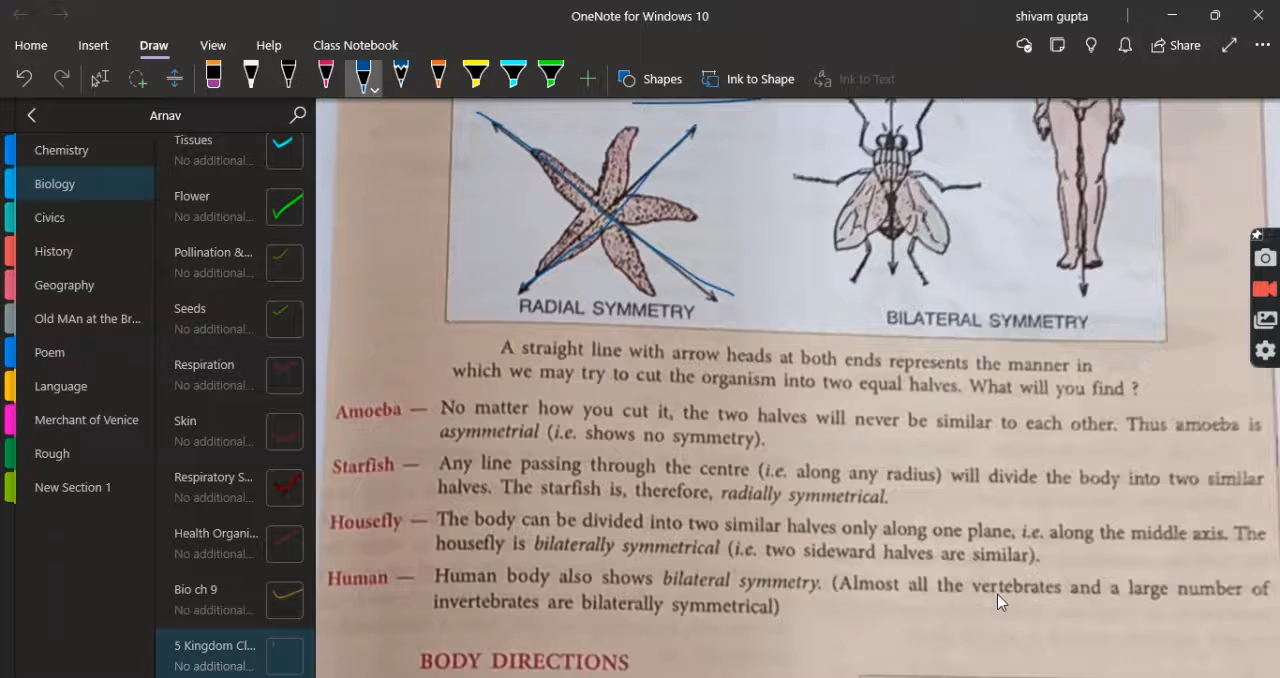 OneNote for Windows 10
shivam gupta
Home
Insert
Draw
View
Help
Class Notebook
Share
Shapes
Ink to Shape
Ink to Text
Arnav
Chemistry
Biology
Civics
History
Geography
Old MAn at the Br...
Poem
Language
Merchant of Venice
Rough
New Section 1
Tissues
No additional...
Flower
No additional...
Pollination &...
No additional...
Seeds
No additional...
Respiration
No additional...
Skin
No additional...
Respiratory S...
No additional...
Health Organi...
No additional...
Bio ch 9
No additional...
5 Kingdom Cl...
No additional...
RADIAL SYMMETRY
BILATERAL SYMMETRY
A straight line with arrow heads at both ends represents the manner in
which we may try to cut the organism into two equal halves. What will you find ?
Amoeba — No matter how you cut it, the two halves will never be similar to each other. Thus amoeba is
asymmetrial (i.e. shows no symmetry).
Starfish — Any line passing through the centre (i.e. along any radius) will divide the body into two similar
halves. The starfish is, therefore, radially symmetrical.
Housefly — The body can be divided into two similar halves only along one plane, i.e. along the middle axis. The
housefly is bilaterally symmetrical (i.e. two sideward halves are similar).
Human — Human body also shows bilateral symmetry. (Almost all the vertebrates and a large number of
invertebrates are bilaterally symmetrical)
BODY DIRECTIONS